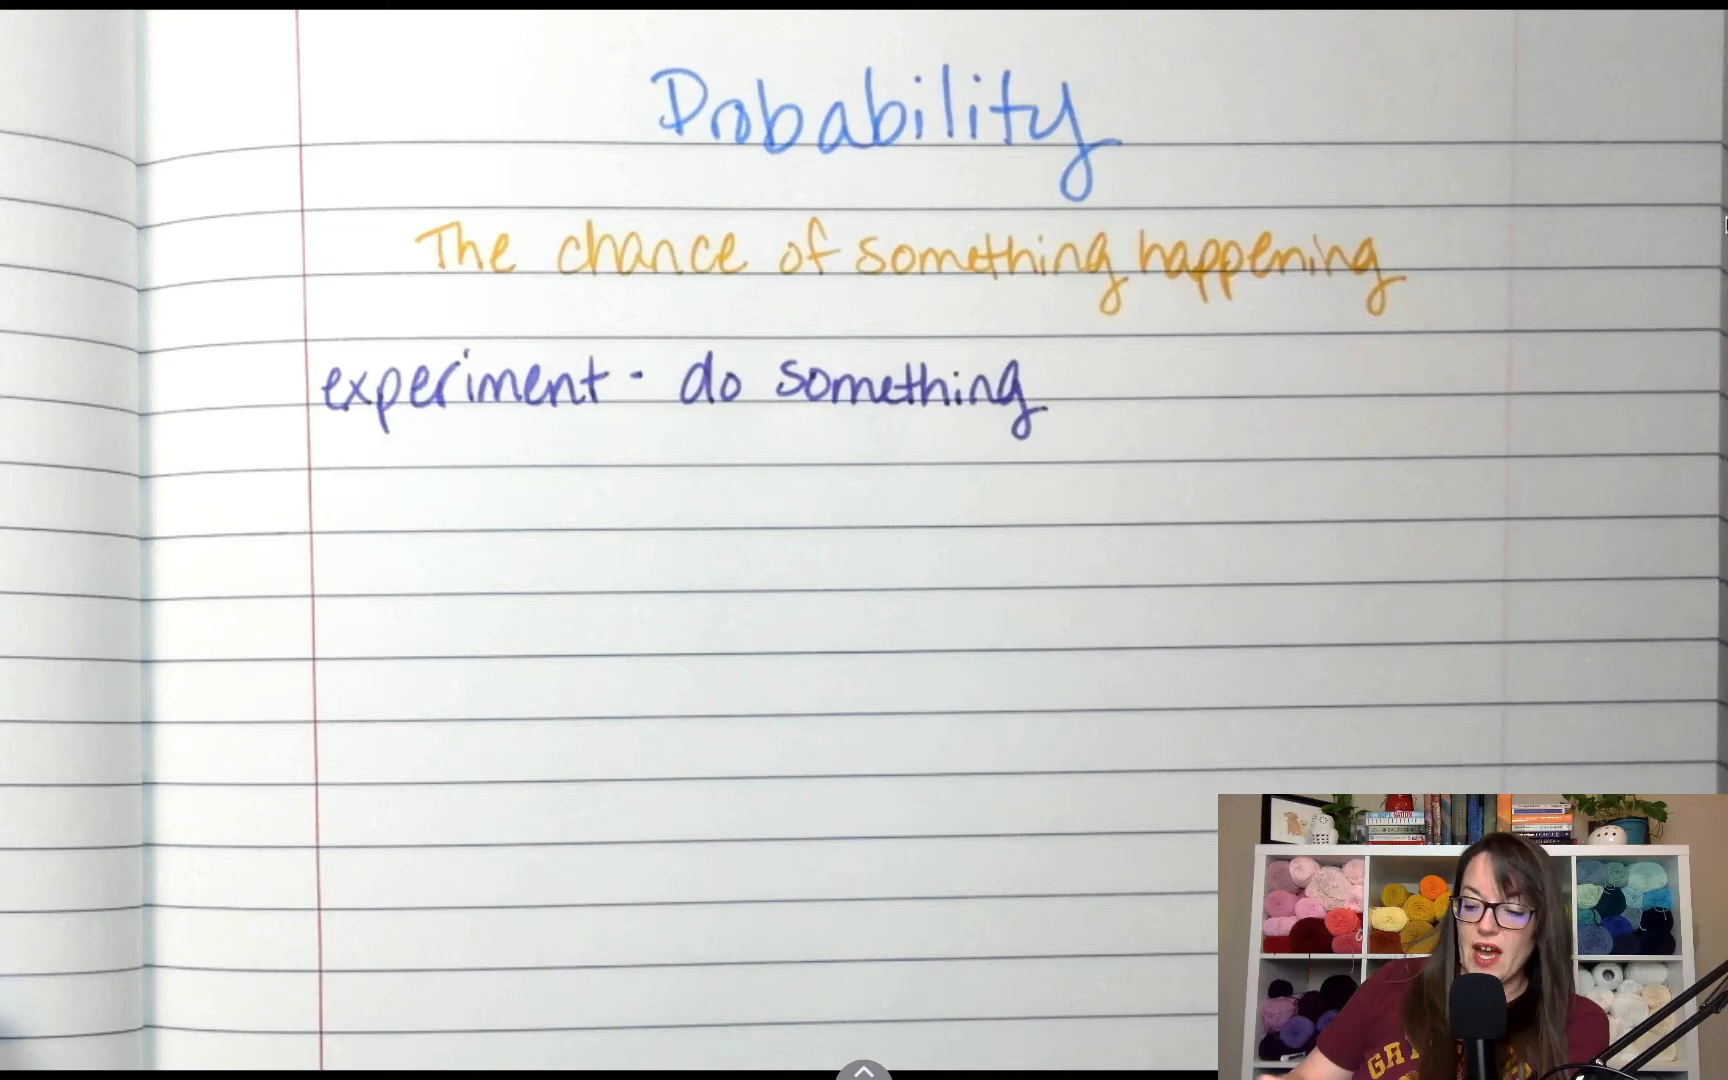 Probability
The chance of something happening
experiment - do something